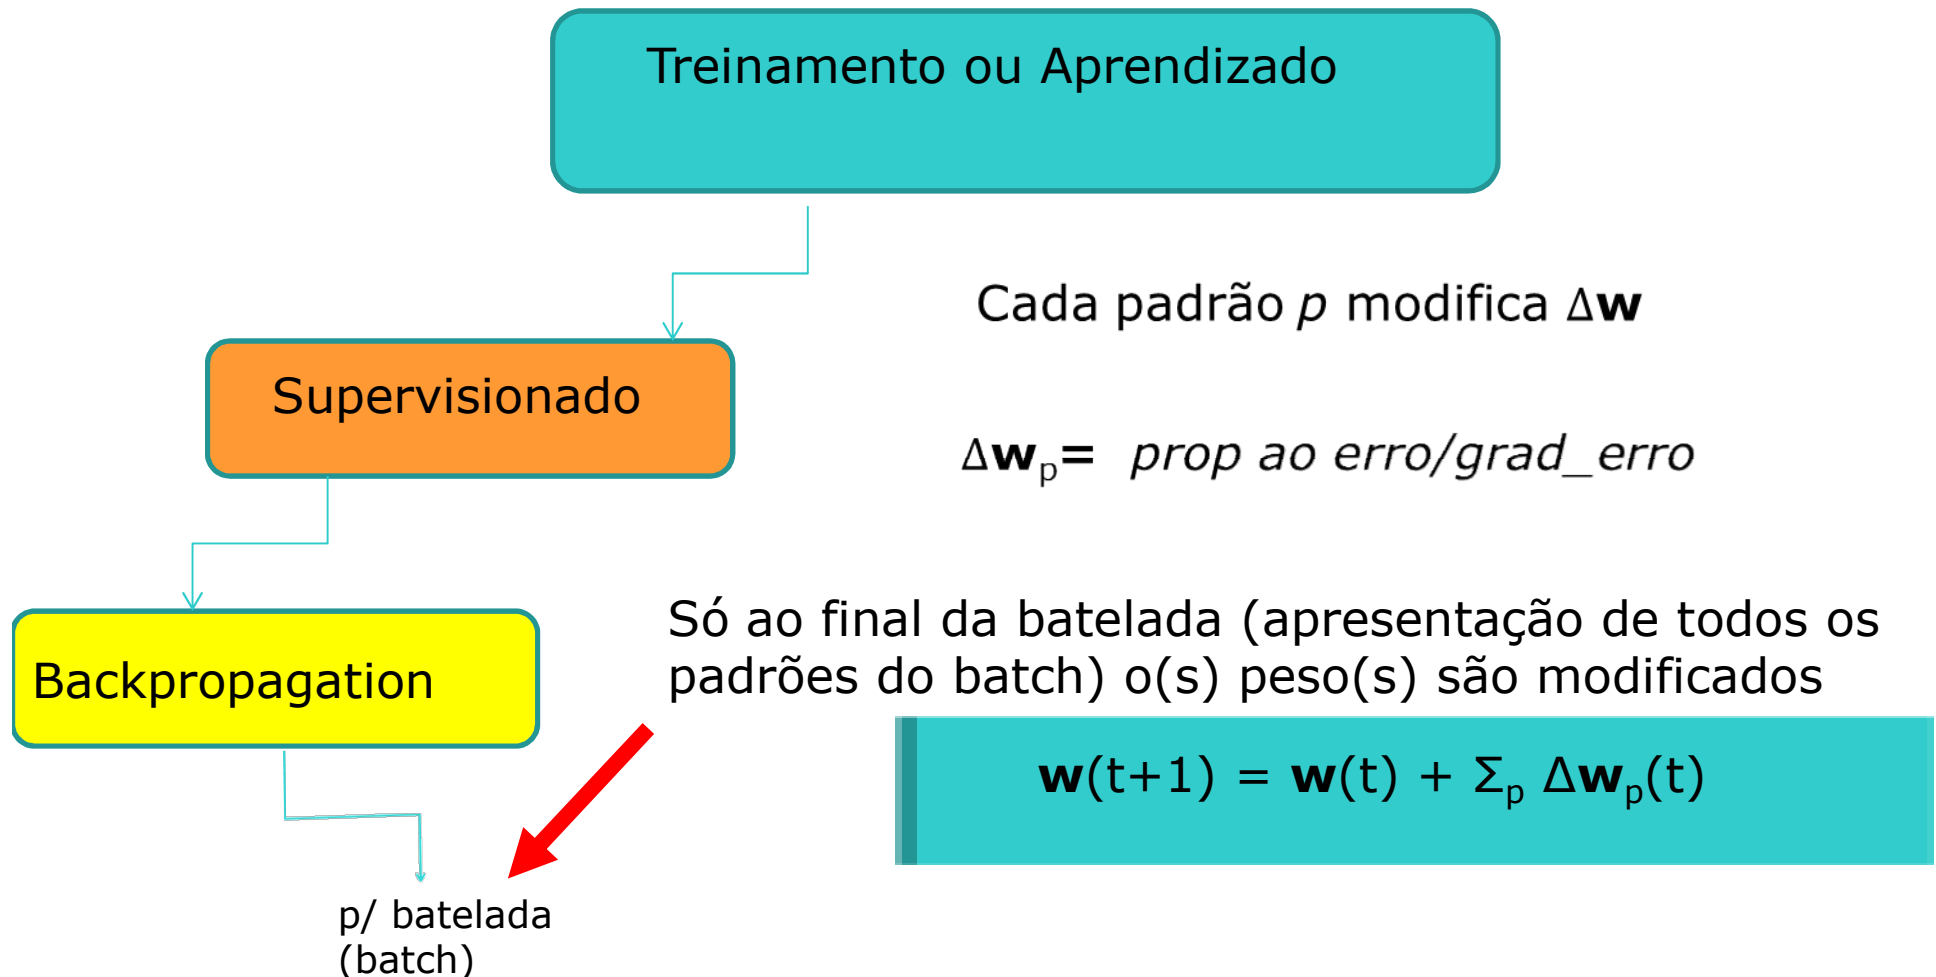 Treinamento ou Aprendizado
Cada padrão p modifica Δw
Supervisionado
Δwₚ= prop ao erro/grad_erro
Só ao final da batelada (apresentação de todos os
padrões do batch) o(s) peso(s) são modificados
Backpropagation
w(t+1) = w(t) + Σₚ Δwₚ(t)
p/ batelada
(batch)